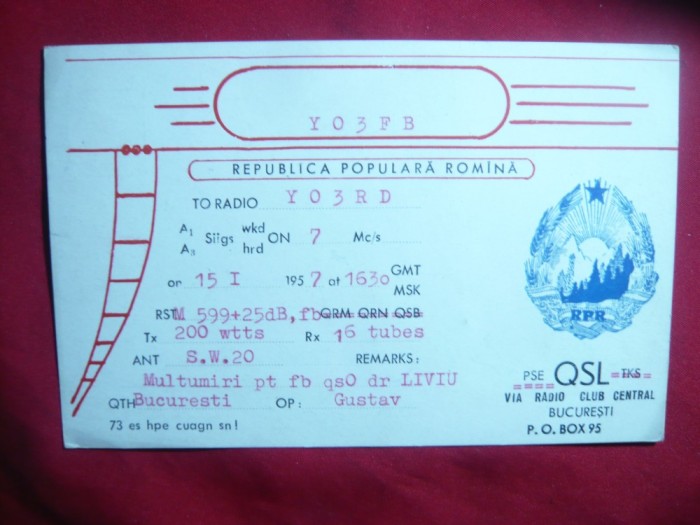 YO3FB
REPUBLICA POPULARĂ ROMÎNĂ
TO RADIO YO3RD
A1 Siigs wkd ON 7 Mc/s
A3 hrd
on 15 I 1957 at 1630 GMT
MSK
RST M 599+25dB, fb QRM QRN QSB
Tx 200 wtts Rx 16 tubes
ANT S.W.20 REMARKS:
Multumiri pt fb qsO dr LIVIU
QTH Bucuresti OP: Gustav
73 es hpe cuagn sn!
RPR
PSE QSL TKS
VIA RADIO CLUB CENTRAL
BUCUREŞTI
P.O. BOX 95